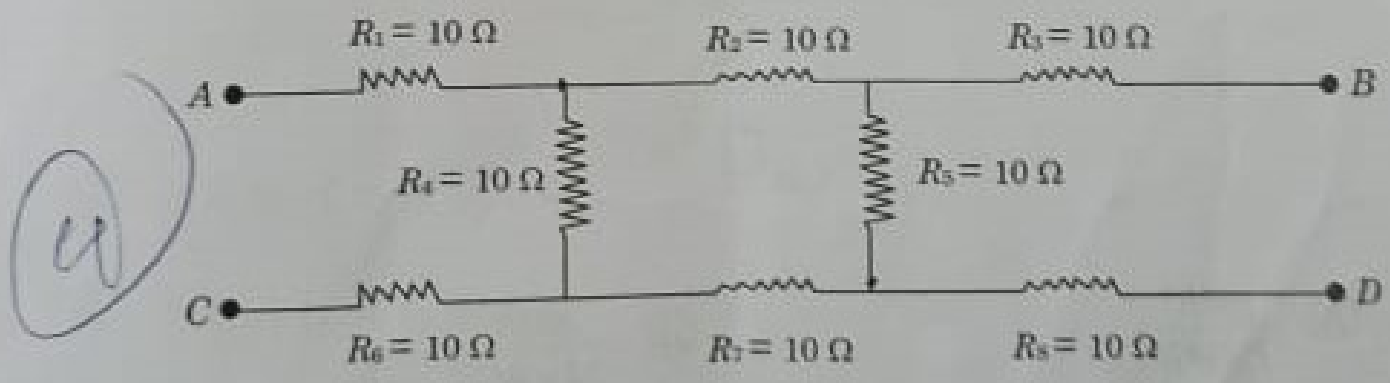 R₁ = 10 Ω R₂ = 10 Ω R₃ = 10 Ω
A B
R₄ = 10 Ω R₅ = 10 Ω
C D
R₆ = 10 Ω R₇ = 10 Ω R₈ = 10 Ω